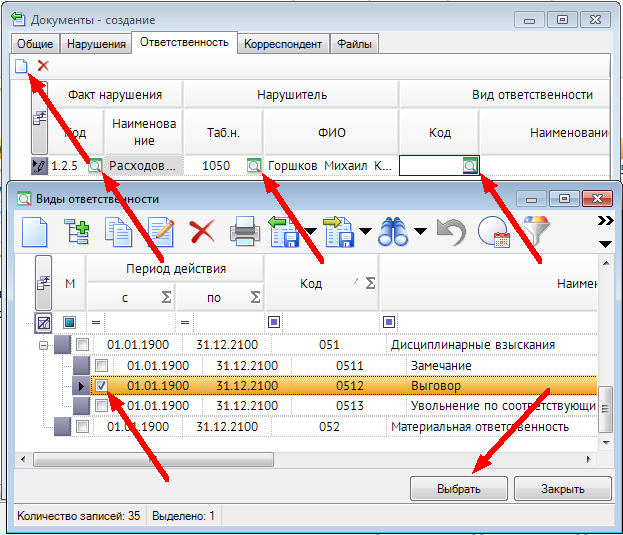 Документы - создание
Общие Нарушения Ответственность Корреспондент Файлы
Факт нарушения Нарушитель Вид ответственности
Код Наименова
ние Таб.н. ФИО Код Наименовани
1.2.5 Расходов... 1050 Горшков Михаил К...
Виды ответственности
М Период действия Код Наимен
с Σ по Σ Σ
= =
01.01.1900 31.12.2100 051 Дисциплинарные взыскания
01.01.1900 31.12.2100 0511 Замечание
01.01.1900 31.12.2100 0512 Выговор
01.01.1900 31.12.2100 0513 Увольнение по соответствующи
01.01.1900 31.12.2100 052 Материальная ответственность
Выбрать Закрыть
Количество записей: 35 Выделено: 1